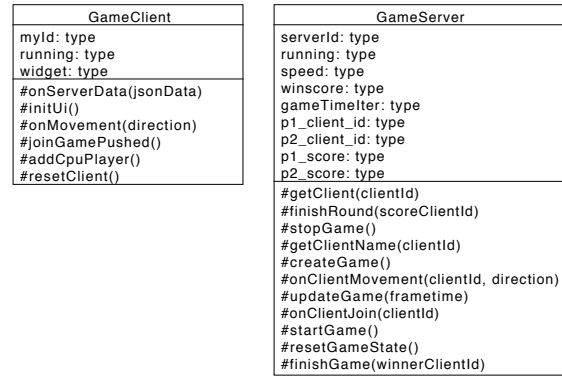 GameClient
myId: type
running: type
widget: type
#onServerData(jsonData)
#initUi()
#onMovement(direction)
#joinGamePushed()
#addCpuPlayer()
#resetClient()
GameServer
serverId: type
running: type
speed: type
winscore: type
gameTimeIter: type
p1_client_id: type
p2_client_id: type
p1_score: type
p2_score: type
#getClient(clientId)
#finishRound(scoreClientId)
#stopGame()
#getClientName(clientId)
#createGame()
#onClientMovement(clientId, direction)
#updateGame(frametime)
#onClientJoin(clientId)
#startGame()
#resetGameState()
#finishGame(winnerClientId)